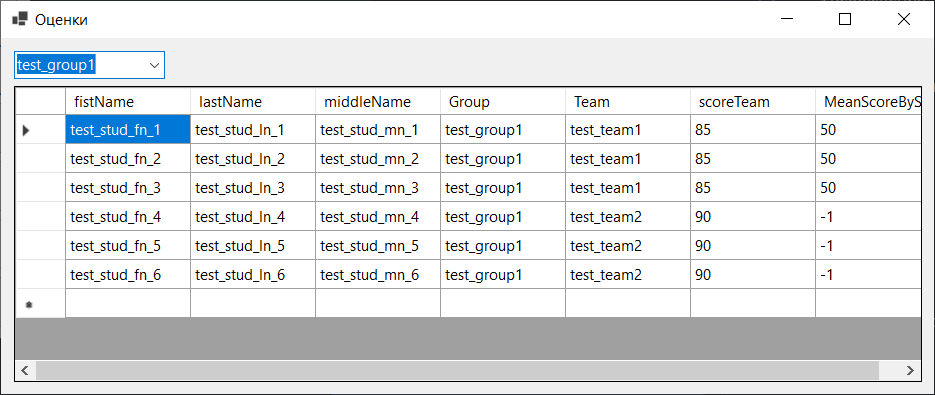 Оценки
test_group1
fistName lastName middleName Group Team scoreTeam MeanScoreByS
test_stud_fn_1 test_stud_ln_1 test_stud_mn_1 test_group1 test_team1 85 50
test_stud_fn_2 test_stud_ln_2 test_stud_mn_2 test_group1 test_team1 85 50
test_stud_fn_3 test_stud_ln_3 test_stud_mn_3 test_group1 test_team1 85 50
test_stud_fn_4 test_stud_ln_4 test_stud_mn_4 test_group1 test_team2 90 -1
test_stud_fn_5 test_stud_ln_5 test_stud_mn_5 test_group1 test_team2 90 -1
test_stud_fn_6 test_stud_ln_6 test_stud_mn_6 test_group1 test_team2 90 -1